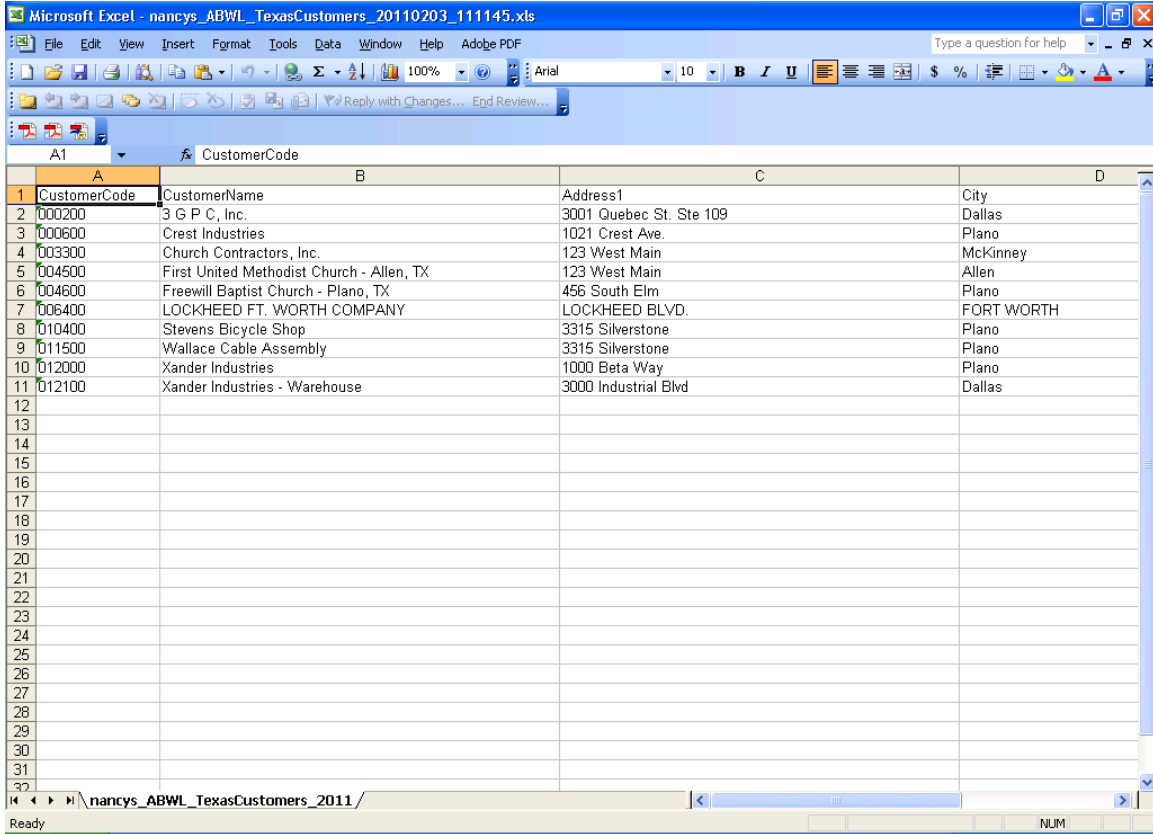 Microsoft Excel - nancys_ABWL_TexasCustomers_20110203_111145.xls
File Edit View Insert Format Tools Data Window Help Adobe PDF Type a question for help
Σ 100% Arial 10 B I U $ % A
Reply with Changes... End Review...
A1 fx CustomerCode
A B C D
1 CustomerCode CustomerName Address1 City
2 000200 3 G P C, Inc. 3001 Quebec St. Ste 109 Dallas
3 000600 Crest Industries 1021 Crest Ave. Plano
4 003300 Church Contractors, Inc. 123 West Main McKinney
5 004500 First United Methodist Church - Allen, TX 123 West Main Allen
6 004600 Freewill Baptist Church - Plano, TX 456 South Elm Plano
7 006400 LOCKHEED FT. WORTH COMPANY LOCKHEED BLVD. FORT WORTH
8 010400 Stevens Bicycle Shop 3315 Silverstone Plano
9 011500 Wallace Cable Assembly 3315 Silverstone Plano
10 012000 Xander Industries 1000 Beta Way Plano
11 012100 Xander Industries - Warehouse 3000 Industrial Blvd Dallas
12
13
14
15
16
17
18
19
20
21
22
23
24
25
26
27
28
29
30
31
32
nancys_ABWL_TexasCustomers_2011
Ready NUM